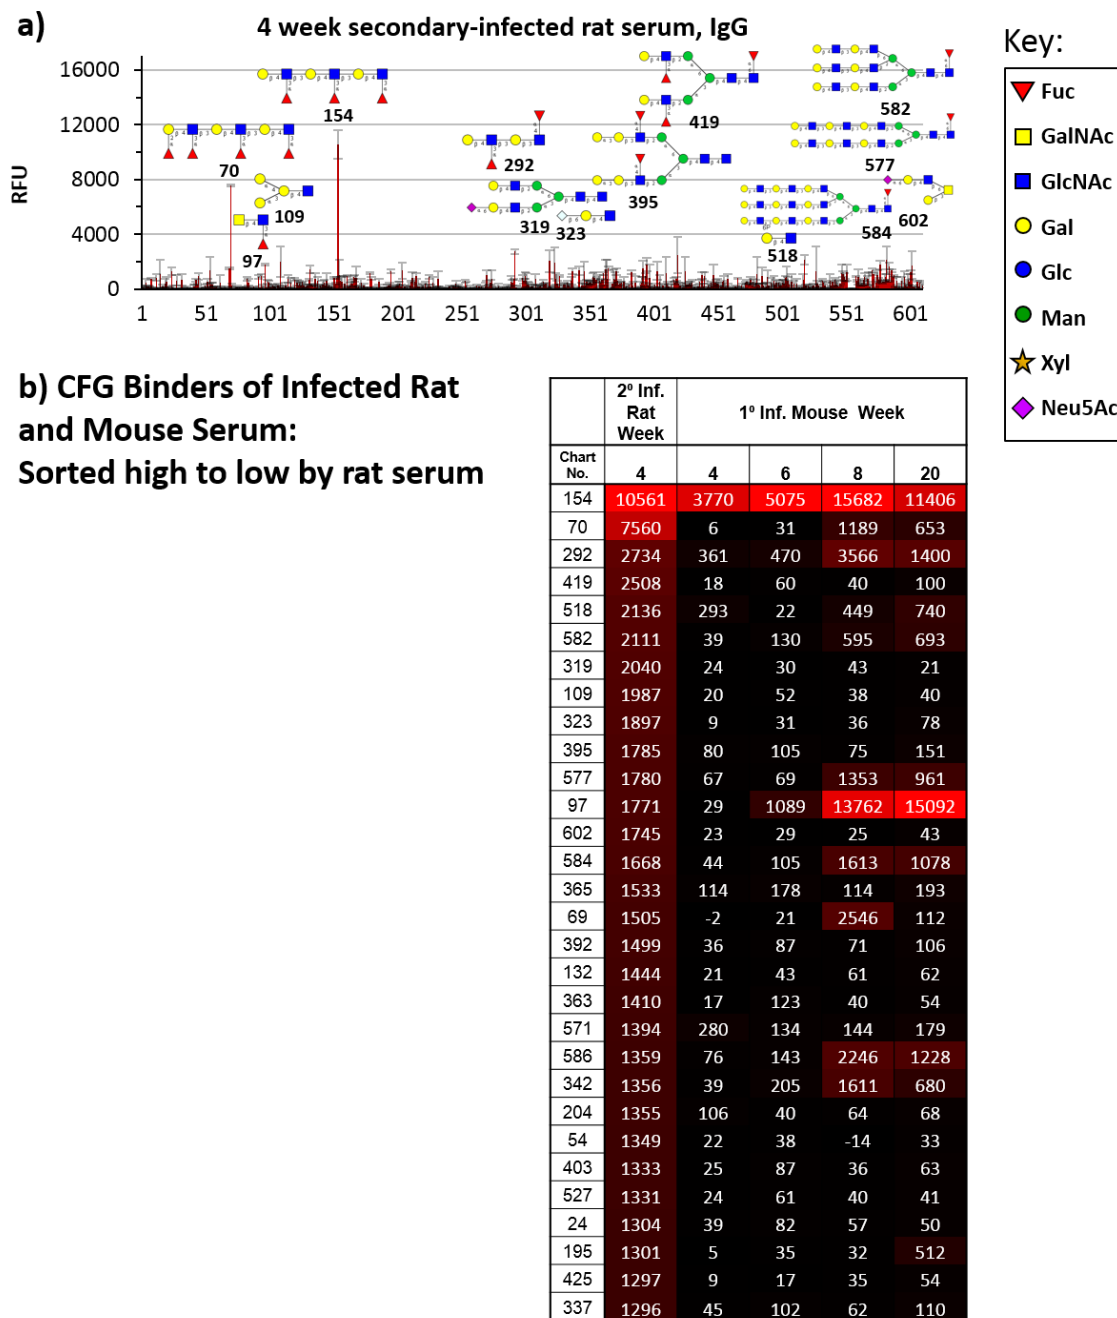 a)
4 week secondary-infected rat serum, IgG
Key:
16000
12000
8000
4000
0
RFU
154
70
109
97
292
319
323
419
395
582
577
602
584
518
1 51 101 151 201 251 301 351 401 451 501 551 601
Fuc
GalNAc
GlcNAc
Gal
Glc
Man
Xyl
Neu5Ac
b) CFG Binders of Infected Rat
and Mouse Serum:
Sorted high to low by rat serum
2º Inf. Rat Week 1º Inf. Mouse Week
Chart No. 4 4 6 8 20
154 10561 3770 5075 15682 11406
70 7560 6 31 1189 653
292 2734 361 470 3566 1400
419 2508 18 60 40 100
518 2136 293 22 449 740
582 2111 39 130 595 693
319 2040 24 30 43 21
109 1987 20 52 38 40
323 1897 9 31 36 78
395 1785 80 105 75 151
577 1780 67 69 1353 961
97 1771 29 1089 13762 15092
602 1745 23 29 25 43
584 1668 44 105 1613 1078
365 1533 114 178 114 193
69 1505 -2 21 2546 112
392 1499 36 87 71 106
132 1444 21 43 61 62
363 1410 17 123 40 54
571 1394 280 134 144 179
586 1359 76 143 2246 1228
342 1356 39 205 1611 680
204 1355 106 40 64 68
54 1349 22 38 -14 33
403 1333 25 87 36 63
527 1331 24 61 40 41
24 1304 39 82 57 50
195 1301 5 35 32 512
425 1297 9 17 35 54
337 1296 45 102 62 110